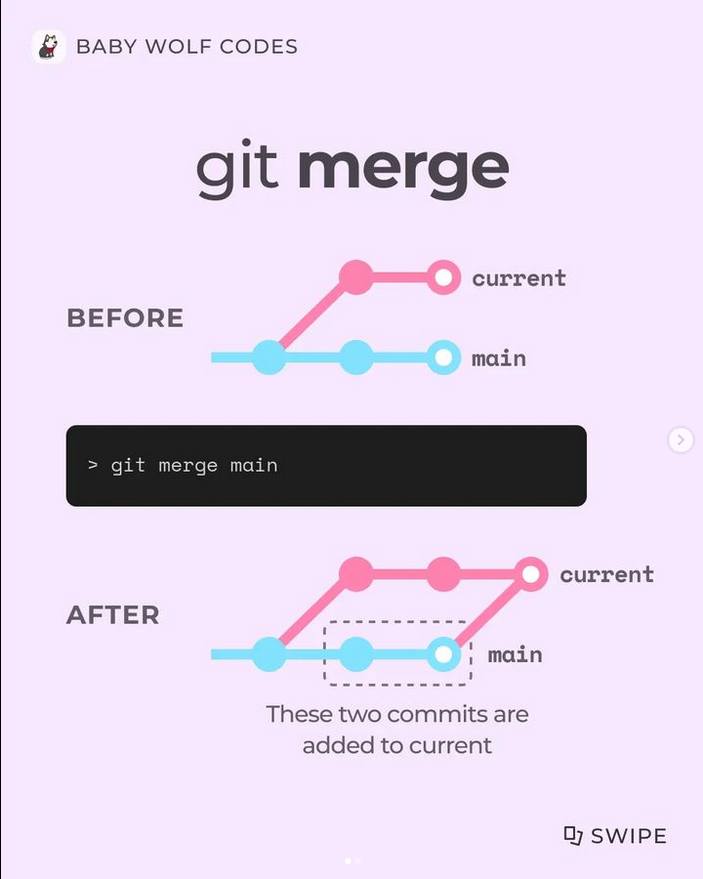 BABY WOLF CODES
git merge
BEFORE
current
main
> git merge main
AFTER
current
main
These two commits are
added to current
SWIPE